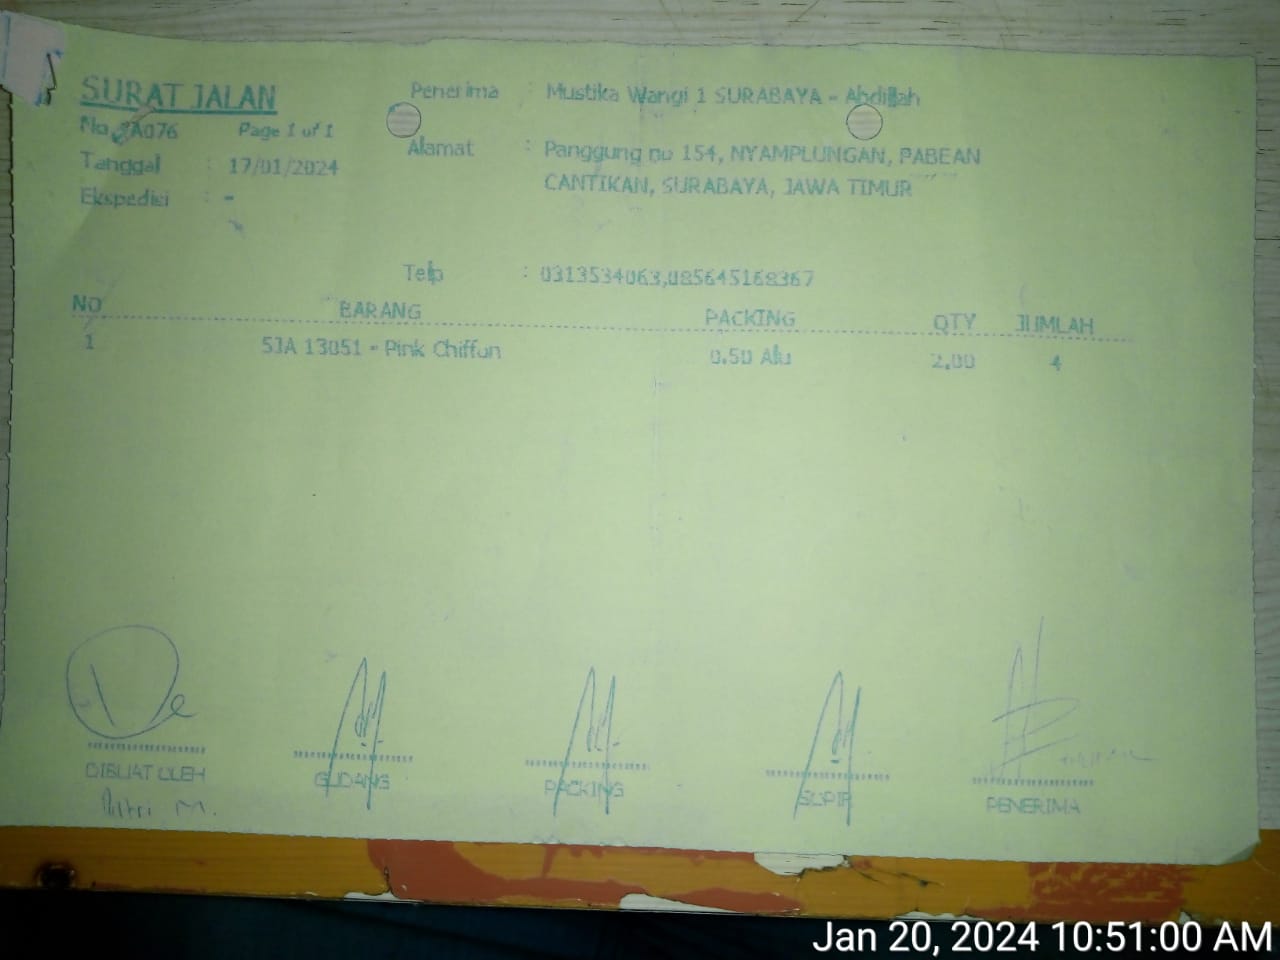 SURAT JALAN
No 2A076 Page 1 of 1
Tanggal : 17/01/2024
Ekspedisi : -
Penerima : Mustika Wangi 1 SURABAYA - Abdillah
Alamat : Panggung no 154, NYAMPLUNGAN, PABEAN
CANTIKAN, SURABAYA, JAWA TIMUR
Telp : 0313534063,085645168367
NO BARANG PACKING QTY JUMLAH
1 SJA 13051 - Pink Chiffon 0.50 Alu 2.00 4
DIBUAT OLEH GUDANG PACKING SUPIR PENERIMA
Putri M.
Jan 20, 2024 10:51:00 AM